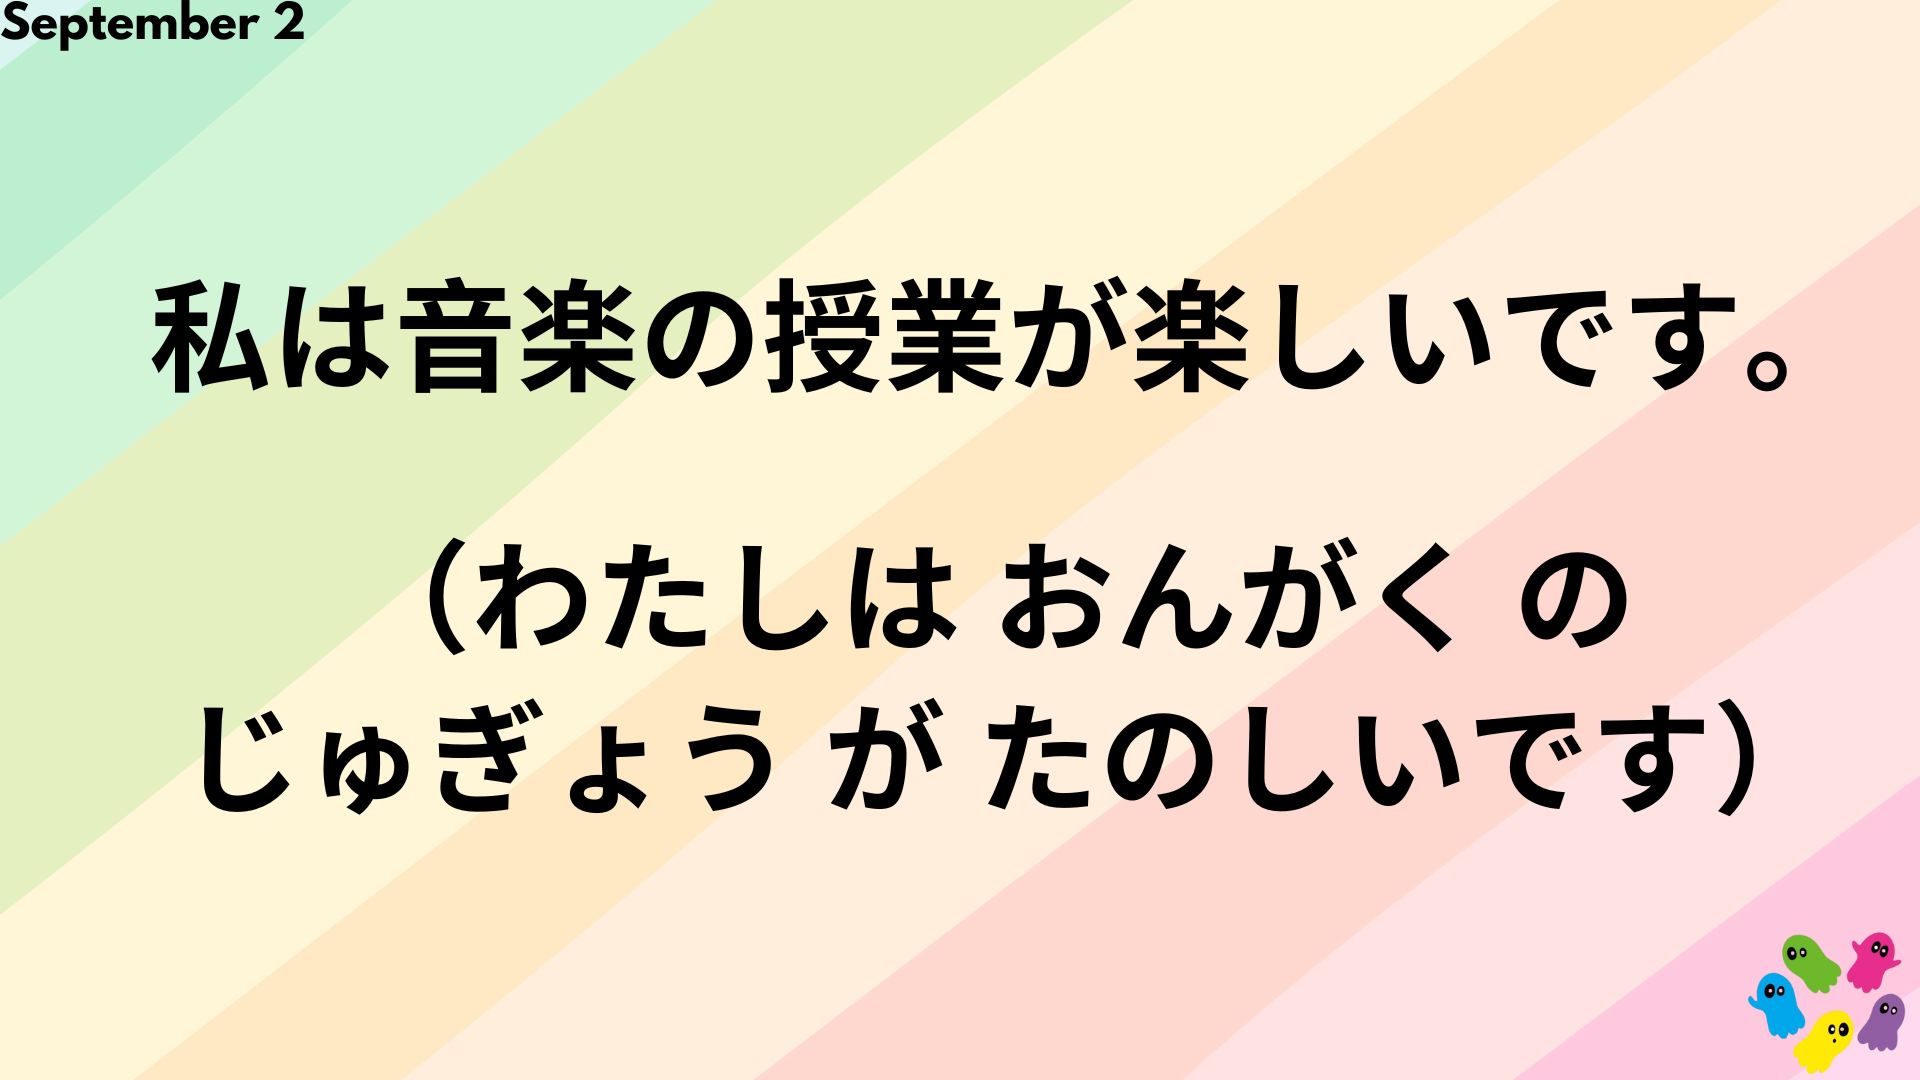 September 2
私は音楽の授業が楽しいです。
（わたしは おんがく の
じゅぎょう が たのしいです）